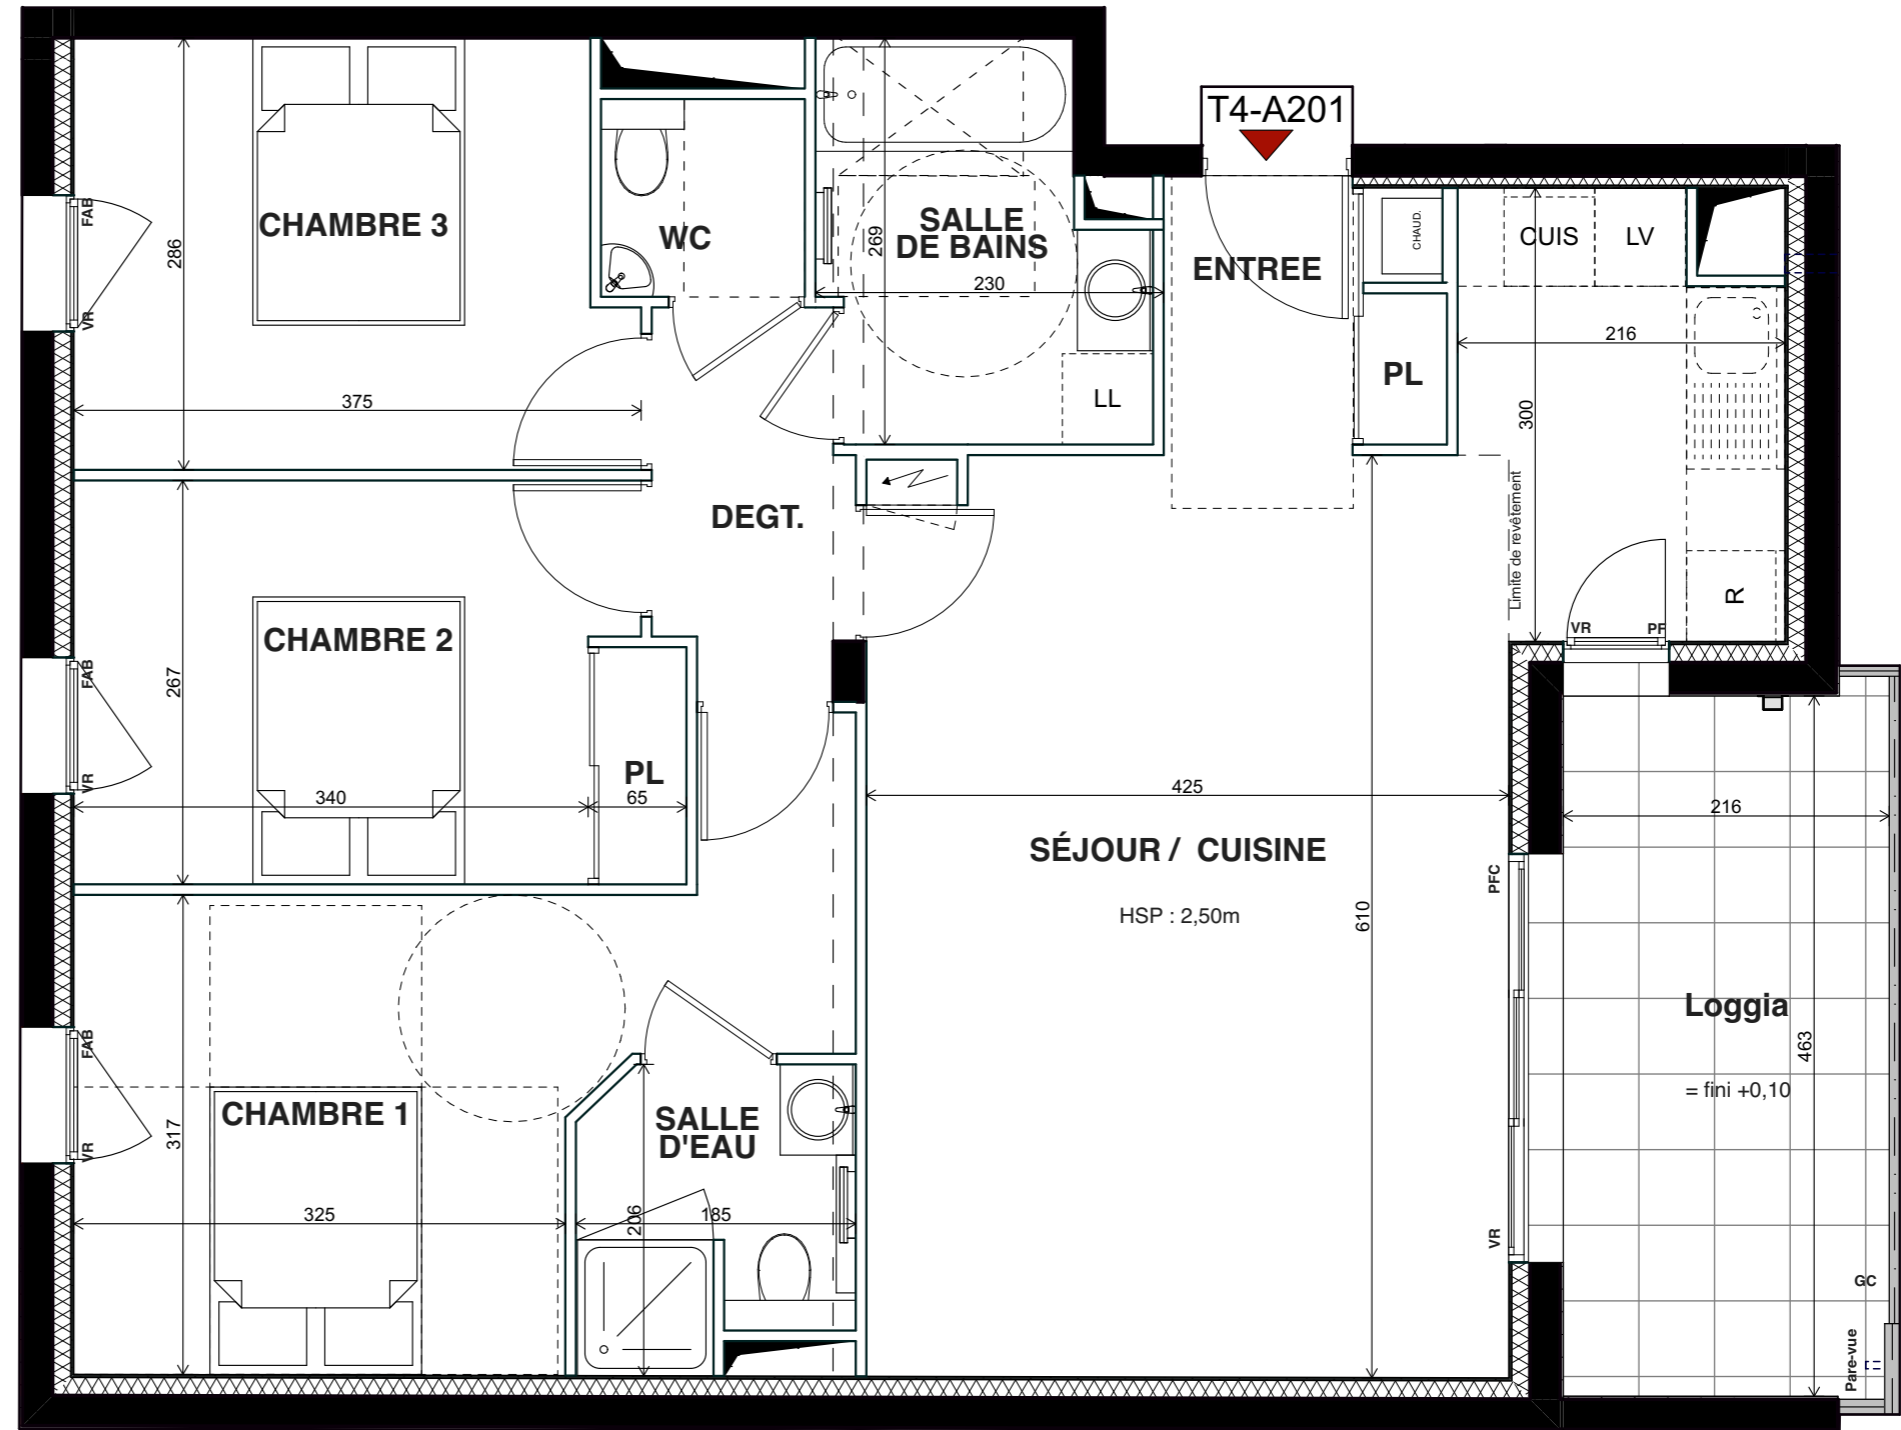 T4-A201
CHAMBRE 3
WC
SALLE
DE BAINS
ENTREE
CHAUD.
CUIS
LV
FAB
VR
286
269
230
216
375
LL
PL
300
DEGT.
Limite de revêtement
R
VR
PF
CHAMBRE 2
FAB
VR
267
340
PL
65
425
216
SÉJOUR / CUISINE
HSP : 2,50m
610
PFC
VR
Loggia
= fini +0,10
463
GC
Pare-vue
FAB
VR
CHAMBRE 1
317
325
SALLE
D'EAU
206
185